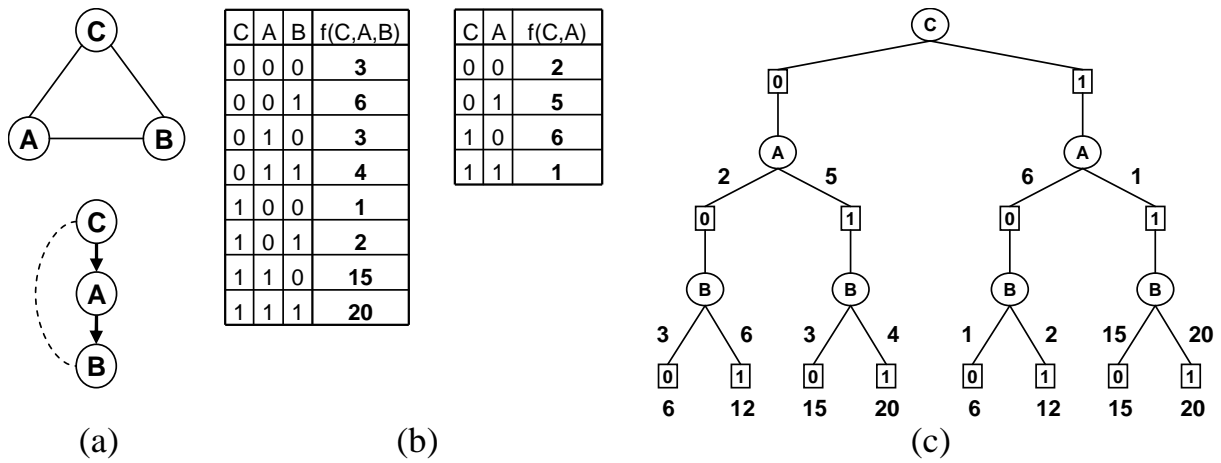 C
A B
C
A
B
C A B f(C,A,B)
0 0 0 3
0 0 1 6
0 1 0 3
0 1 1 4
1 0 0 1
1 0 1 2
1 1 0 15
1 1 1 20
C A f(C,A)
0 0 2
0 1 5
1 0 6
1 1 1
C
0 1
A A
2 5 6 1
0 1 0 1
B B B B
3 6 3 4 1 2 15 20
0 1 0 1 0 1 0 1
6 12 15 20 6 12 15 20
(a) (b) (c)